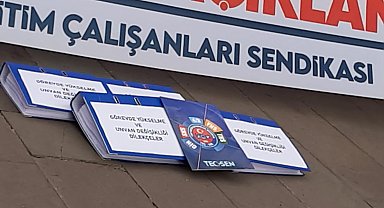 İTİM ÇALIŞANLARI SENDİKASI
GÖREVDE YÜKSELME
VE
UNVAN DEĞİŞİKLİĞİ
DİLEKÇELER
GÖREVDE YÜKSELME
VE
UNVAN DEĞİŞİKLİĞİ
DİLEKÇELER
TEÇ-SEN
GÖREVDE YÜKSELME
VE
UNVAN DEĞİŞİKLİĞİ
DİLEKÇELER